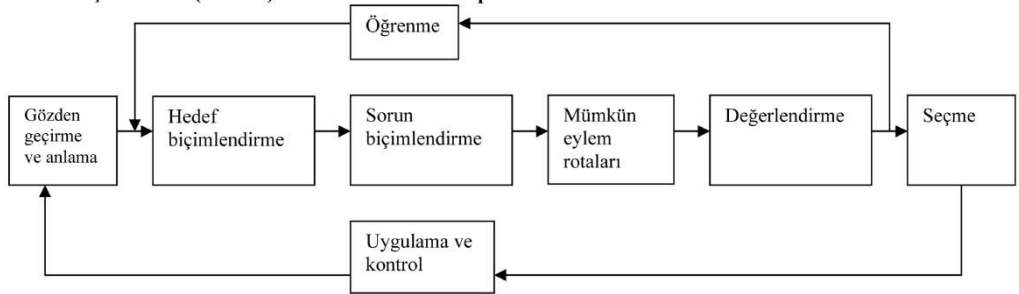 Öğrenme
Gözden
geçirme
ve anlama
Hedef
biçimlendirme
Sorun
biçimlendirme
Mümkün
eylem
rotaları
Değerlendirme
Seçme
Uygulama ve
kontrol